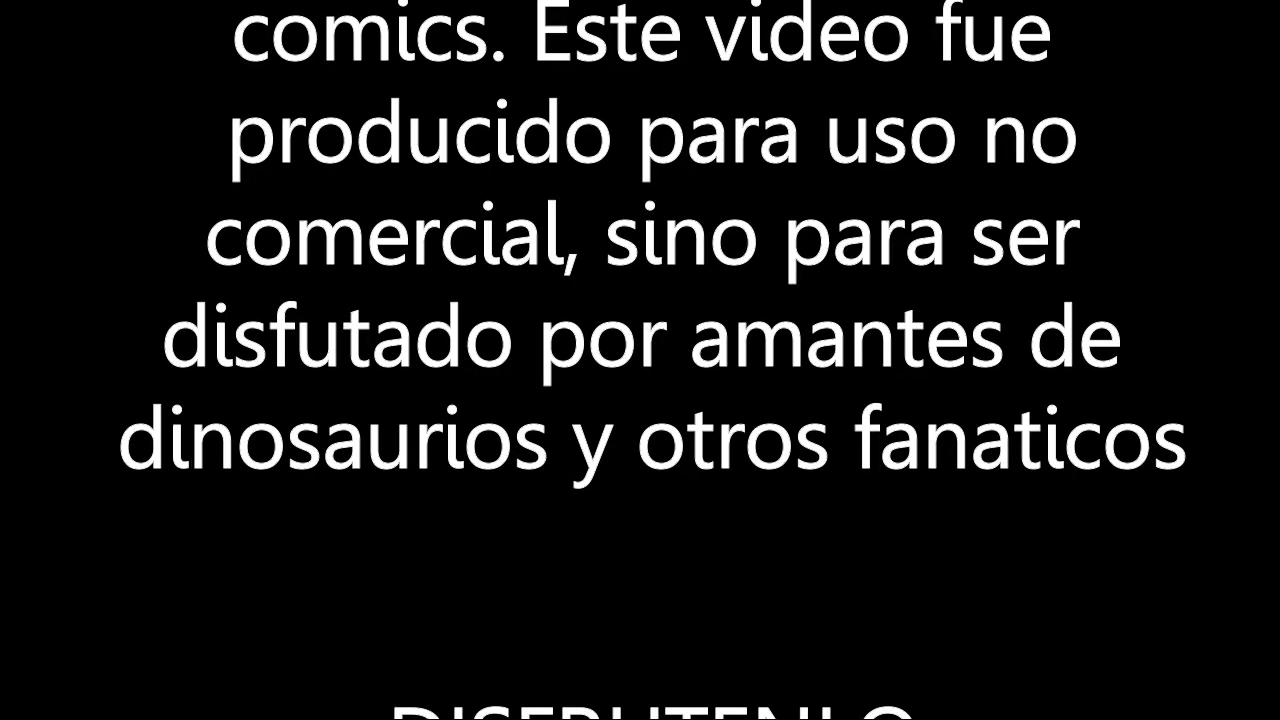 comics. Este video fue
producido para uso no
comercial, sino para ser
disfutado por amantes de
dinosaurios y otros fanaticos
DISFRUTENLO